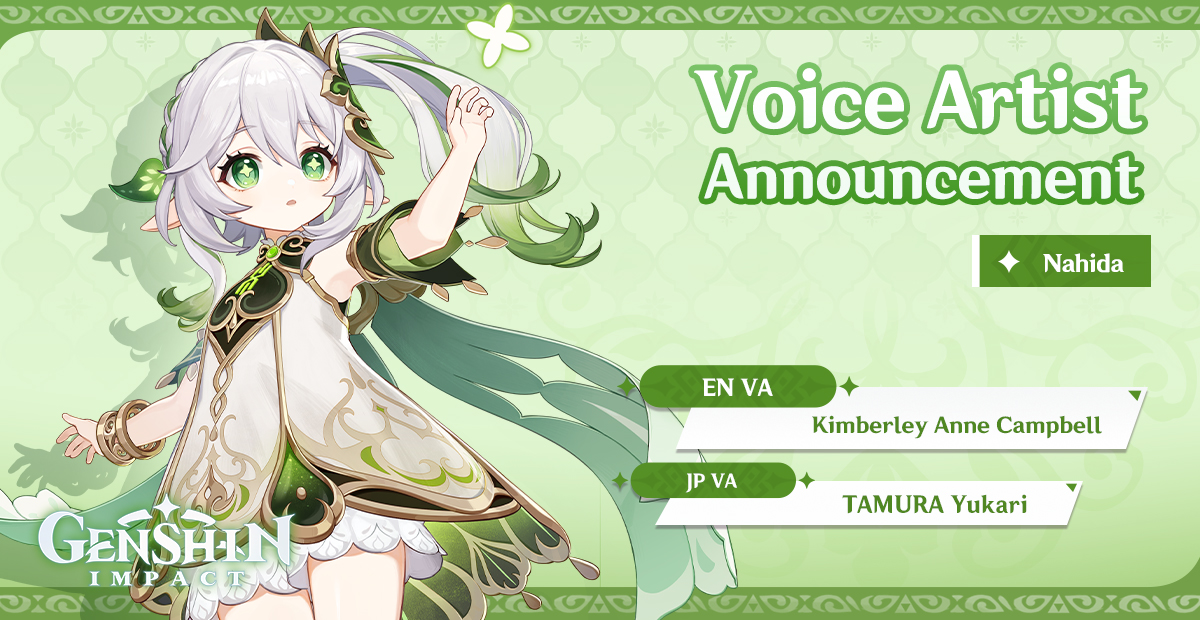 Voice Artist
Announcement
Nahida
EN VA
Kimberley Anne Campbell
JP VA
TAMURA Yukari
GENSHIN
IMPACT